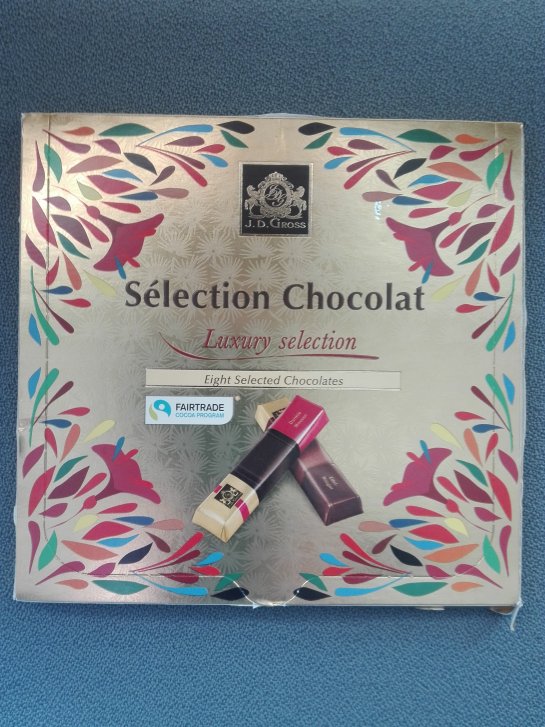 J. D. GROSS
Sélection Chocolat
Luxury selection
Eight Selected Chocolates
FAIRTRADE
COCOA PROGRAM